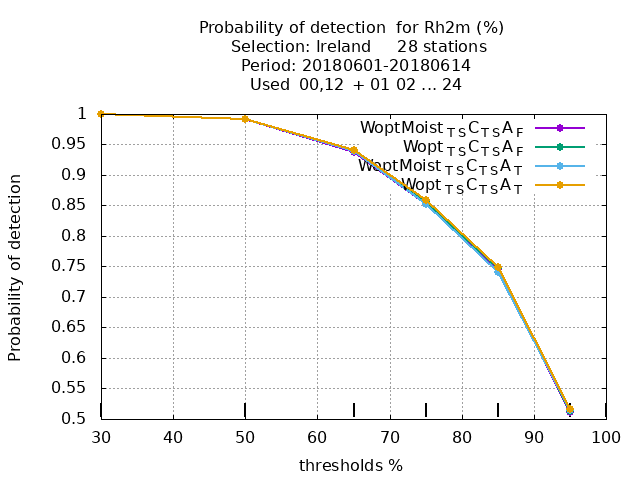 Probability of detection for Rh2m (%)
Selection: Ireland 28 stations
Period: 20180601-20180614
Used 00,12 + 01 02 ... 24
Probability of detection
1
0.95
0.9
0.85
0.8
0.75
0.7
0.65
0.6
0.55
0.5
WoptMoist TS C TS A F
Wopt TS C TS A F
WoptMoist TS C TS A T
Wopt TS C TS A T
30 40 50 60 70 80 90 100
thresholds %